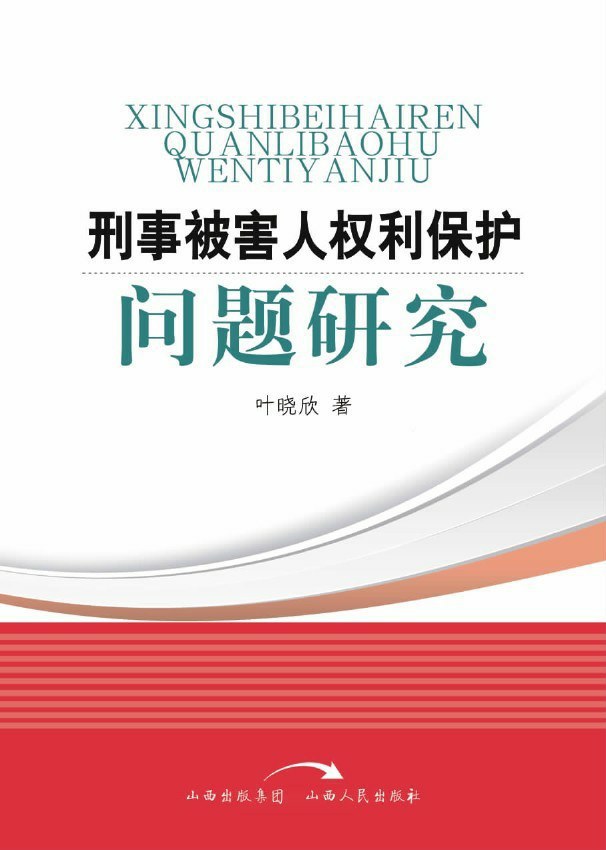 XINGSHIBEIHAIREN
QUANLIBAOHU
WENTIYANJIU
刑事被害人权利保护
问题研究
叶晓欣 著
山西出版集团 山西人民出版社